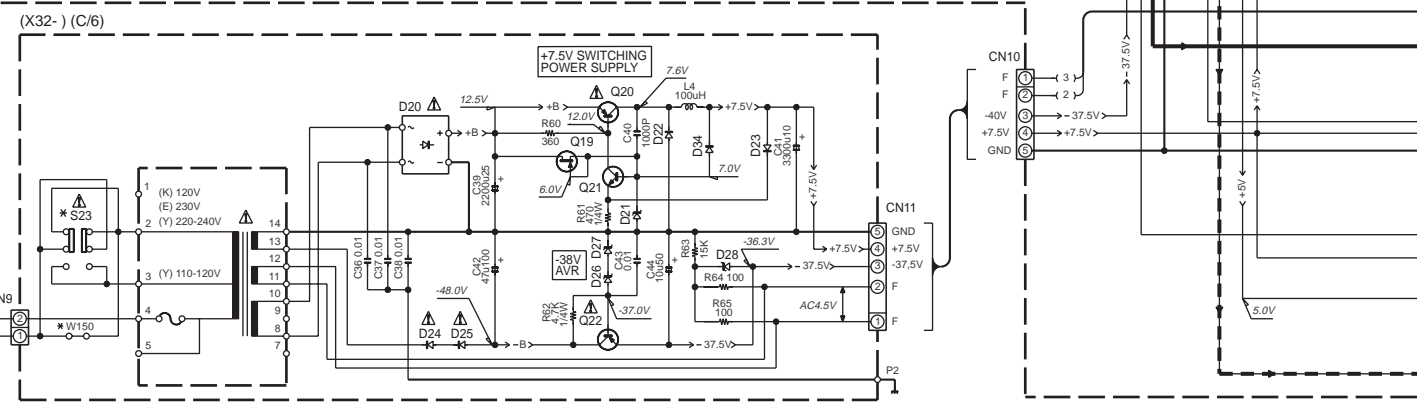 (X32- ) (C/6)
+7.5V SWITCHING
POWER SUPPLY
7.6V
L4
100uH
Q20
12.5V
+B
D20
+B
+7.5V
12.0V
R60
360
Q19
C40
1000P
D22
D34
D23
C41
3300u10
6.0V
Q21
7.0V
C39
2200u25
+7.5V
R61
470
1/4W
D21
* S23
1
(K) 120V
(E) 230V
(Y) 220-240V
2
3
(Y) 110-120V
4
5
14
13
12
11
10
9
8
7
C36 0.01
C37 0.01
C38 0.01
C42
47u100
-38V
AVR
D27
D26
C43
0.01
C44
10u50
R63
15K
D28
-36.3V
R64 100
R65
100
AC4.5V
-48.0V
D24
D25
-B
R62
4.7K
1/4W
Q22
-37.0V
- 37.5V
+7.5V
- 37.5V
CN11
5 GND
4 +7.5V
3 -37,5V
2 F
1 F
P2
N9
2
1
* W150
CN10
F 1 3
F 2 2
-40V 3 - 37.5V
+7.5V 4 +7.5V
GND 5
- 37.5V
+7.5V
+5V
5.0V